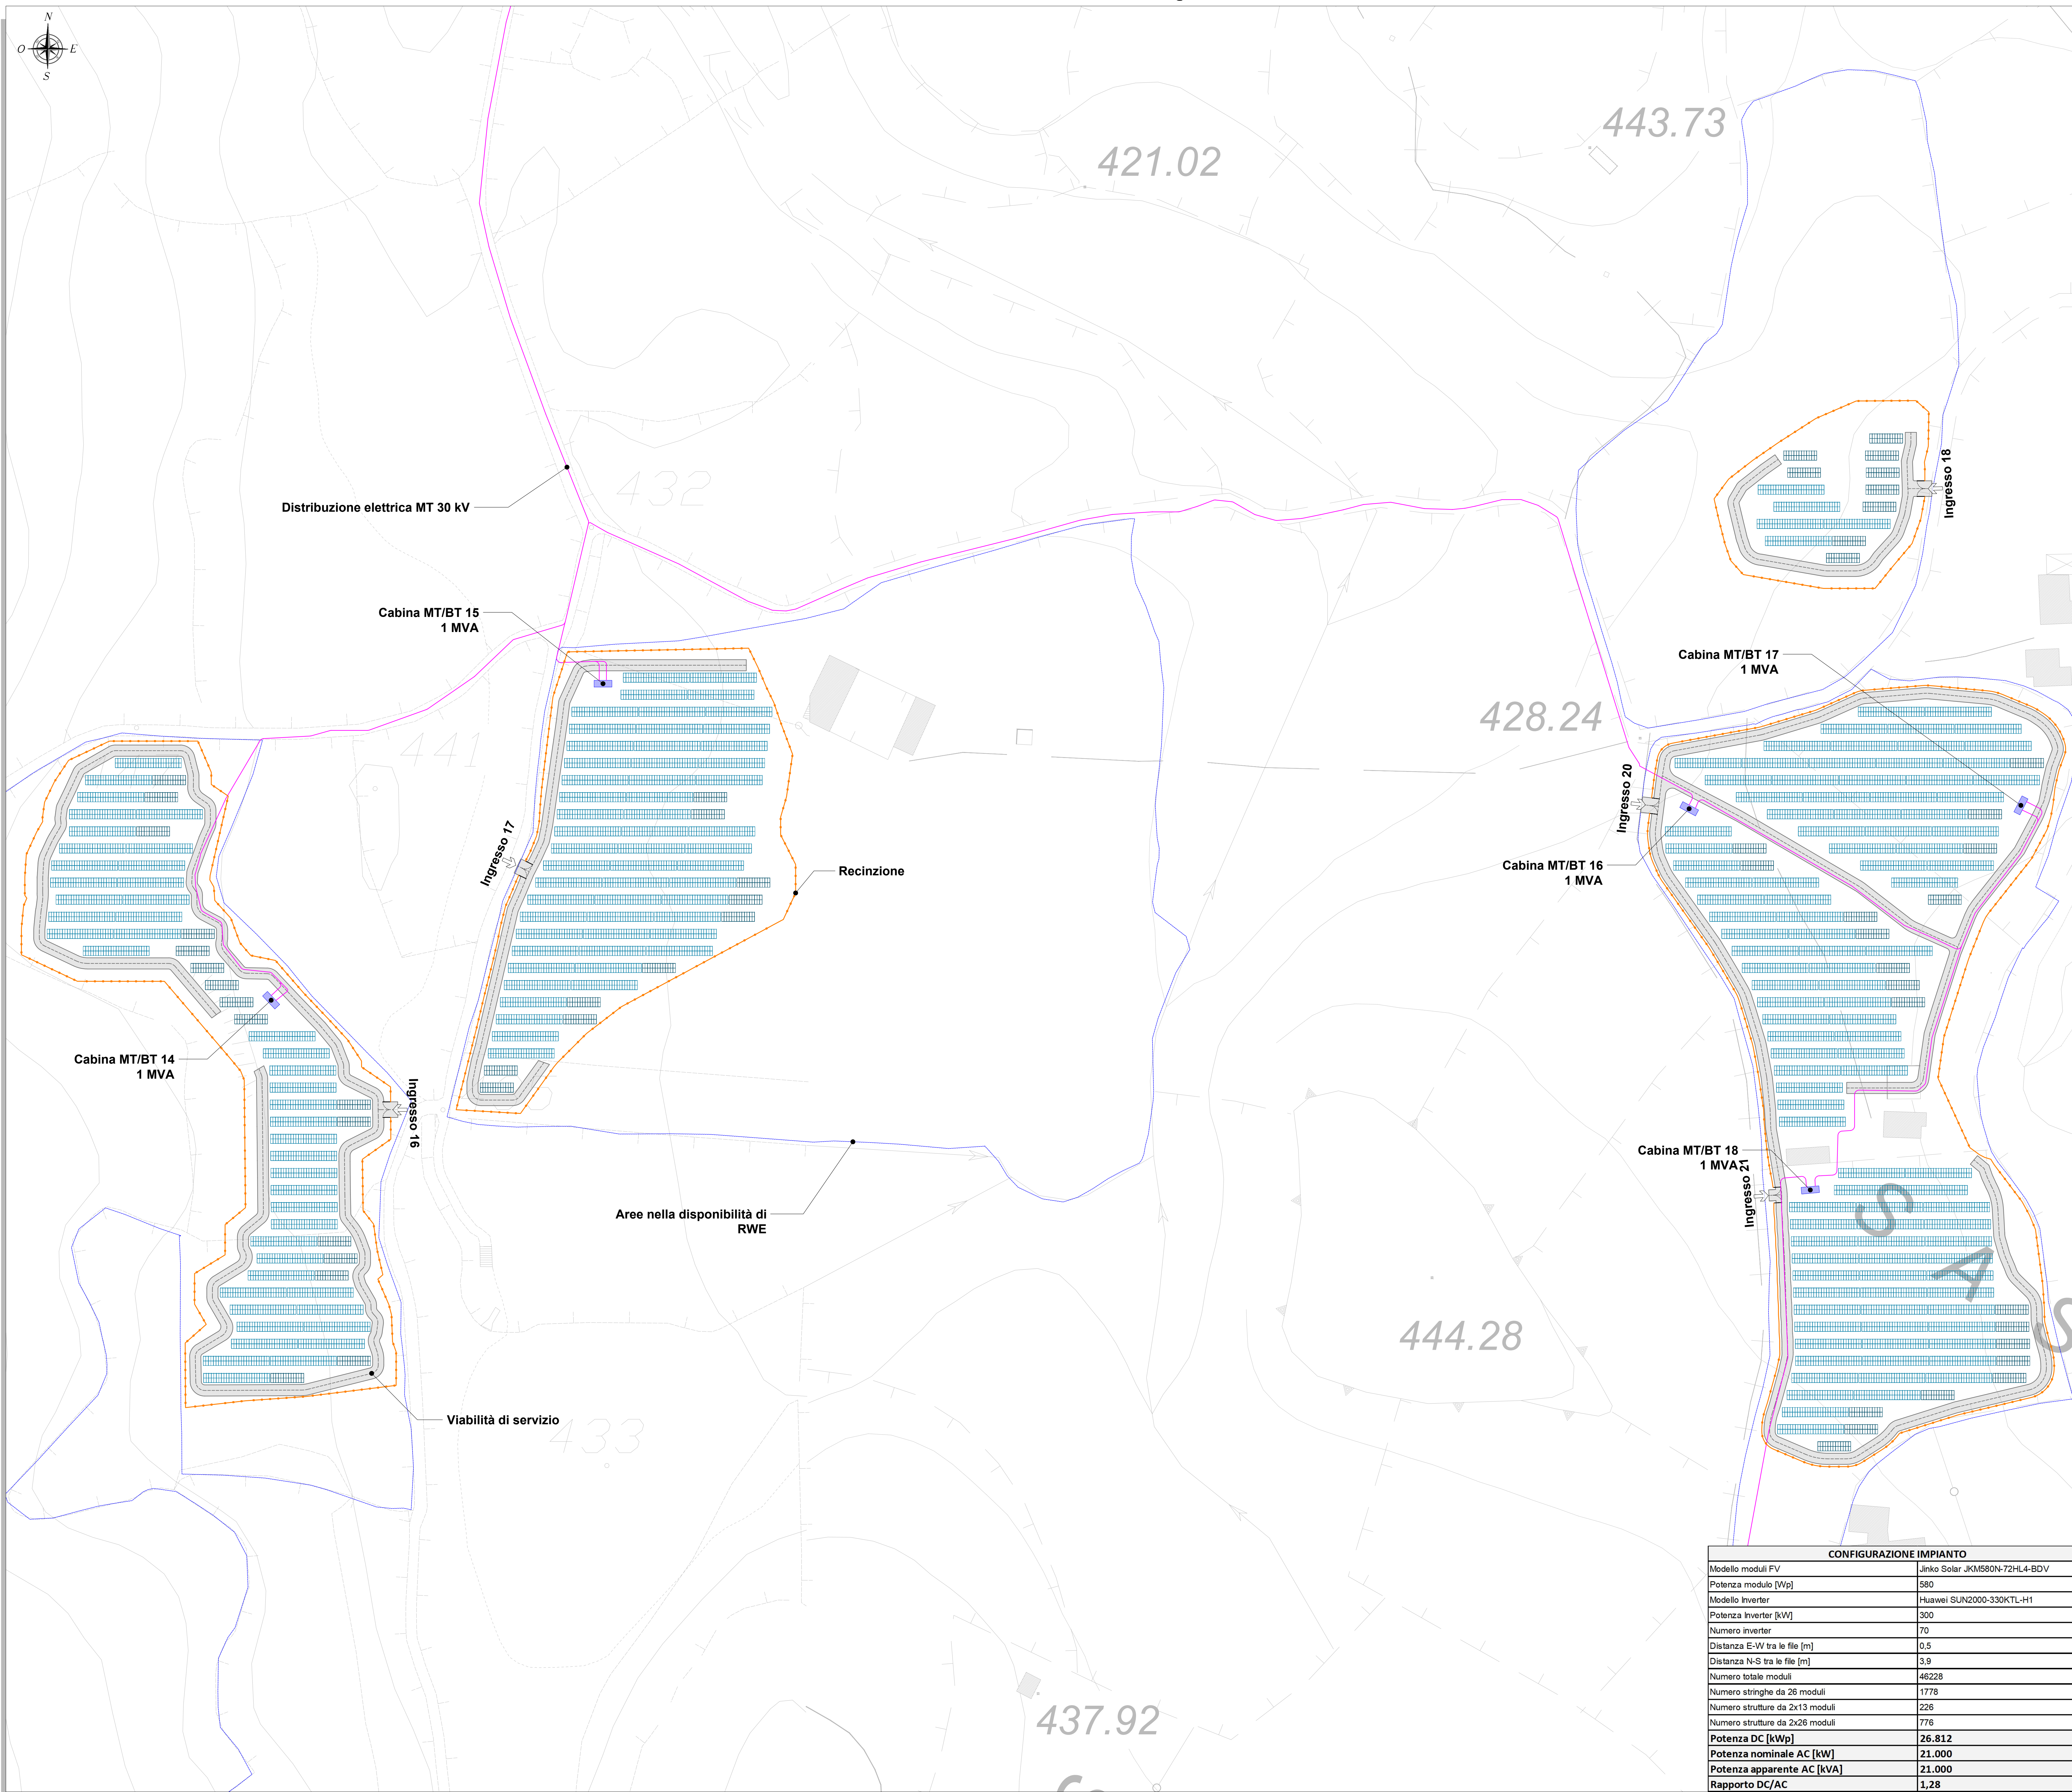 N
O
E
S
443.73
421.02
432
Distribuzione elettrica MT 30 kV
Ingresso 18
Cabina MT/BT 15
1 MVA
Cabina MT/BT 17
1 MVA
428.24
441
Ingresso 20
Ingresso 17
Recinzione
Cabina MT/BT 16
1 MVA
Cabina MT/BT 14
1 MVA
Ingresso 16
Cabina MT/BT 18
1 MVA
Ingresso 21
Aree nella disponibilità di
RWE
S
A
S
444.28
Viabilità di servizio
433
437.92
CONFIGURAZIONE IMPIANTO
Modello moduli FV Jinko Solar JKM580N-72HL4-BDV
Potenza modulo [Wp] 580
Modello Inverter Huawei SUN2000-330KTL-H1
Potenza Inverter [kW] 300
Numero inverter 70
Distanza E-W tra le file [m] 0,5
Distanza N-S tra le file [m] 3,9
Numero totale moduli 46228
Numero stringhe da 26 moduli 1778
Numero strutture da 2x13 moduli 226
Numero strutture da 2x26 moduli 776
Potenza DC [kWp] 26.812
Potenza nominale AC [kW] 21.000
Potenza apparente AC [kVA] 21.000
Rapporto DC/AC 1,28